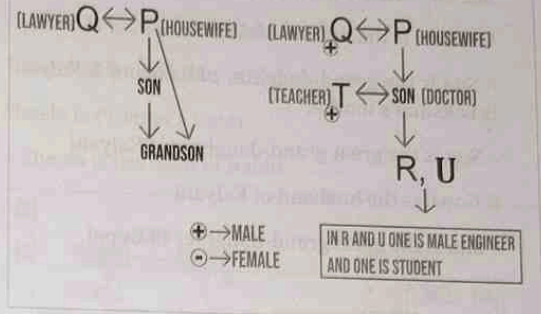 (LAWYER)Q↔P(HOUSEWIFE)
SON
GRANDSON
(LAWYER)Q↔P(HOUSEWIFE)
⊕
(TEACHER)T↔SON (DOCTOR)
⊕
R, U
⊕→MALE
⊖→FEMALE
IN R AND U ONE IS MALE ENGINEER
AND ONE IS STUDENT